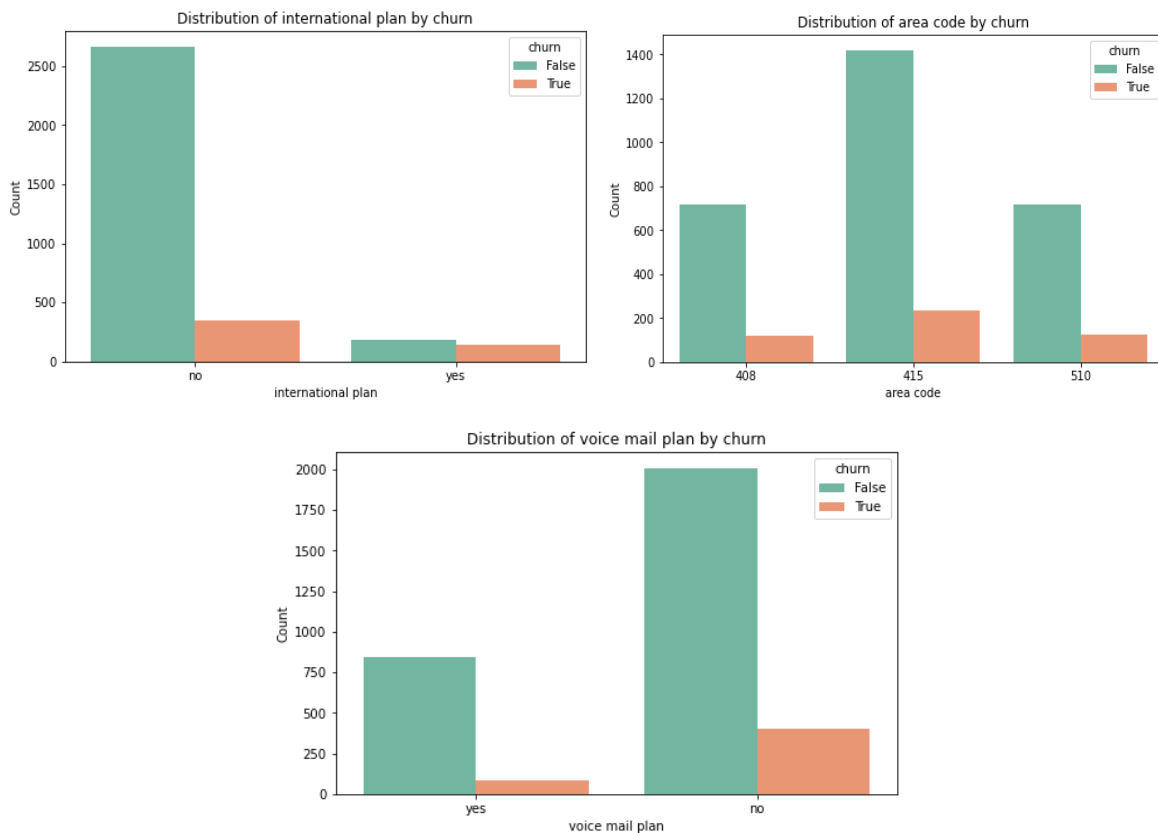 Distribution of international plan by churn
churn
False
True
Count
2500
2000
1500
1000
500
0
no
yes
international plan
Distribution of area code by churn
churn
False
True
Count
1400
1200
1000
800
600
400
200
0
408
415
510
area code
Distribution of voice mail plan by churn
churn
False
True
Count
2000
1750
1500
1250
1000
750
500
250
0
yes
no
voice mail plan